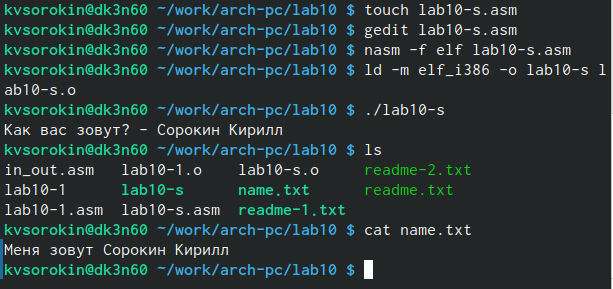 kvsorokin@dk3n60 ~/work/arch-pc/lab10 $ touch lab10-s.asm
kvsorokin@dk3n60 ~/work/arch-pc/lab10 $ gedit lab10-s.asm
kvsorokin@dk3n60 ~/work/arch-pc/lab10 $ nasm -f elf lab10-s.asm
kvsorokin@dk3n60 ~/work/arch-pc/lab10 $ ld -m elf_i386 -o lab10-s l
ab10-s.o
kvsorokin@dk3n60 ~/work/arch-pc/lab10 $ ./lab10-s
Как вас зовут? - Сорокин Кирилл
kvsorokin@dk3n60 ~/work/arch-pc/lab10 $ ls
in_out.asm lab10-1.o lab10-s.o readme-2.txt
lab10-1 lab10-s name.txt readme.txt
lab10-1.asm lab10-s.asm readme-1.txt
kvsorokin@dk3n60 ~/work/arch-pc/lab10 $ cat name.txt
Меня зовут Сорокин Кирилл
kvsorokin@dk3n60 ~/work/arch-pc/lab10 $